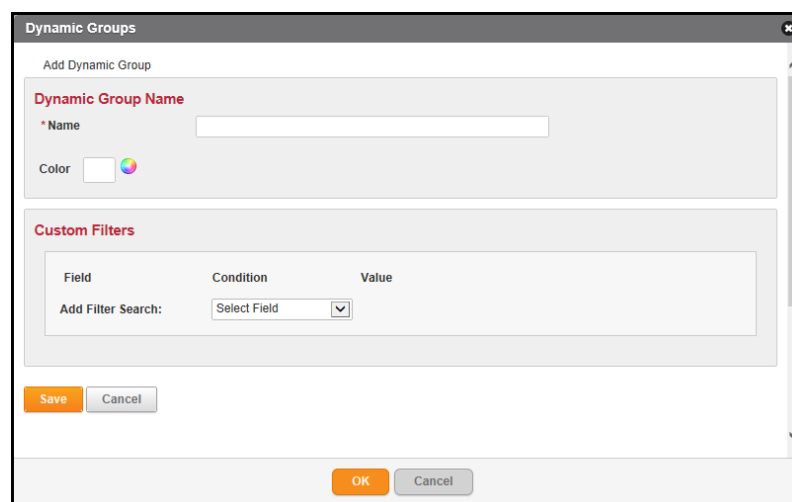 Dynamic Groups
Add Dynamic Group
Dynamic Group Name
*Name
Color
Custom Filters
Field Condition Value
Add Filter Search: Select Field
Save Cancel
OK Cancel